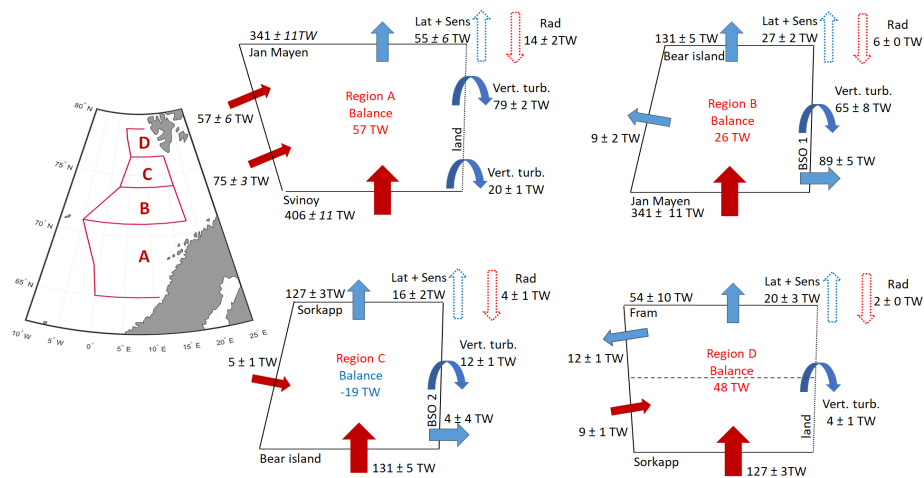 341 ± 11TW
Jan Mayen
Lat + Sens
55± 6 TW
Rad
14 ± 2TW
57 ± 6 TW
Region A
Balance
57 TW
Vert. turb.
79 ± 2 TW
land
75 ± 3 TW
Vert. turb.
20 ± 1 TW
Svinoy
406 ± 11 TW
131 ± 5 TW
Bear island
Lat + Sens
27 ± 2 TW
Rad
6 ± 0 TW
9 ± 2 TW
Region B
Balance
26 TW
Vert. turb.
65 ± 8 TW
BSO 1
89 ± 5 TW
Jan Mayen
341 ± 11 TW
80°N
75°N
70°N
65°N
10°W
5°W
0°
5°E
10°E
15°E
20°E
25°E
D
C
B
A
127 ± 3TW
Sorkapp
Lat + Sens
16 ± 2TW
Rad
4 ± 1 TW
5 ± 1 TW
Region C
Balance
-19 TW
Vert. turb.
12 ± 1 TW
BSO 2
4 ± 4 TW
Bear island
131 ± 5 TW
54 ± 10 TW
Fram
Lat + Sens
20 ± 3 TW
Rad
2 ± 0 TW
12 ± 1 TW
Region D
Balance
48 TW
9 ± 1 TW
Vert. turb.
4 ± 1 TW
land
Sorkapp
127 ± 3TW